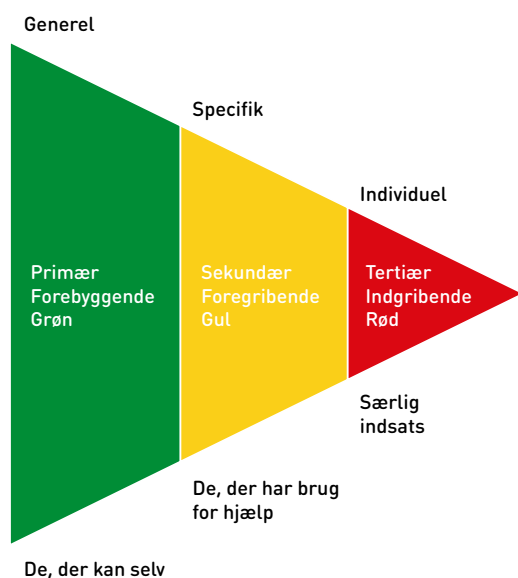 Generel
Specifik
Individuel
Primær
Forebyggende
Grøn
Sekundær
Foregribende
Gul
Tertiær
Indgribende
Rød
Særlig
indsats
De, der har brug
for hjælp
De, der kan selv